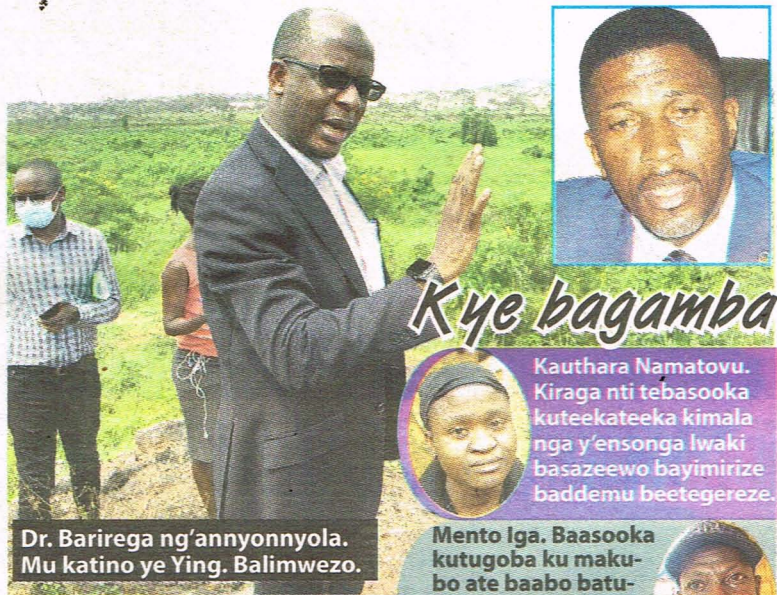 Kye bagamba
Kauthara Namatovu.
Kiraga nti tebasooka
kuteekateeka kimala
nga y'ensonga lwaki
basazeewo bayimirize
baddemu beetegereze.
Dr. Barirega ng'annyonnyola.
Mu katino ye Ying. Balimwezo.
Mento Iga. Baasooka
kutugoba ku maku-
bo ate baabo batu-